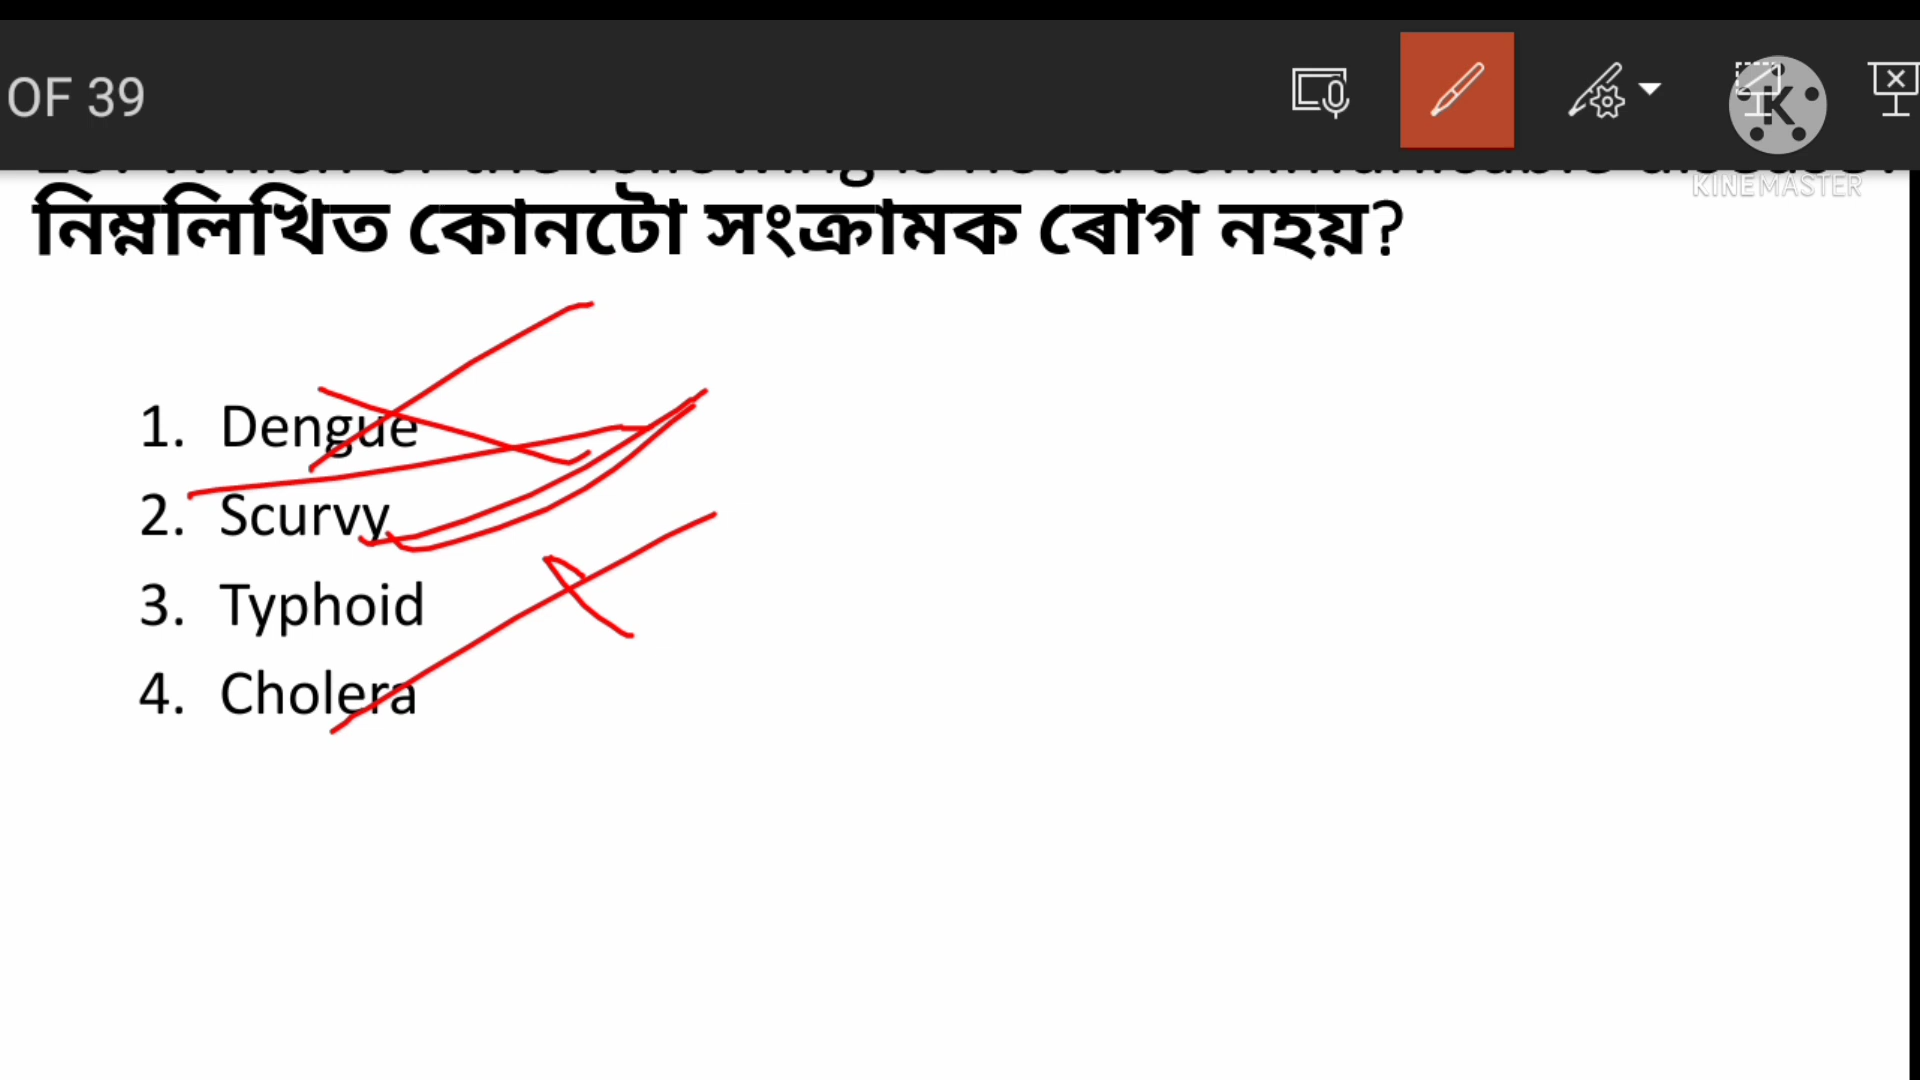 OF 39
KINEMASTER
নিম্নলিখিত কোনটো সংক্ৰামক ৰোগ নহয়?
1. Dengue
2. Scurvy
3. Typhoid
4. Cholera